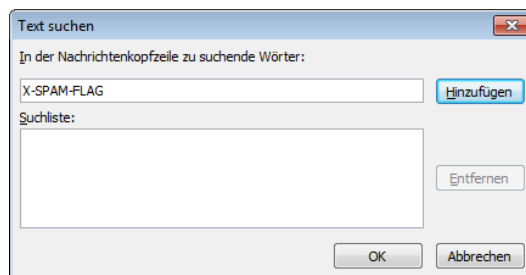 Text suchen
In der Nachrichtenkopfzeile zu suchende Wörter:
X-SPAM-FLAG
Hinzufügen
Suchliste:
Entfernen
OK
Abbrechen